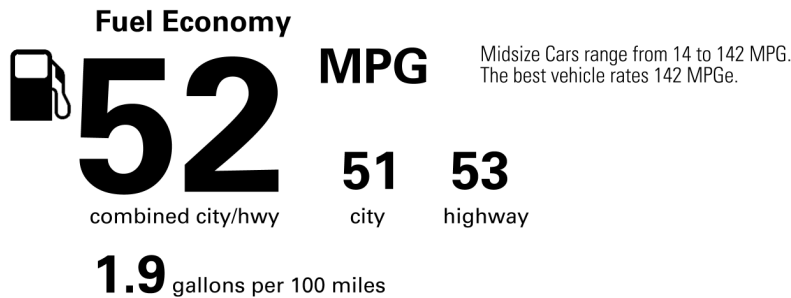 Fuel Economy
52
MPG
Midsize Cars range from 14 to 142 MPG.
The best vehicle rates 142 MPGe.
51 53
combined city/hwy city highway
1.9 gallons per 100 miles